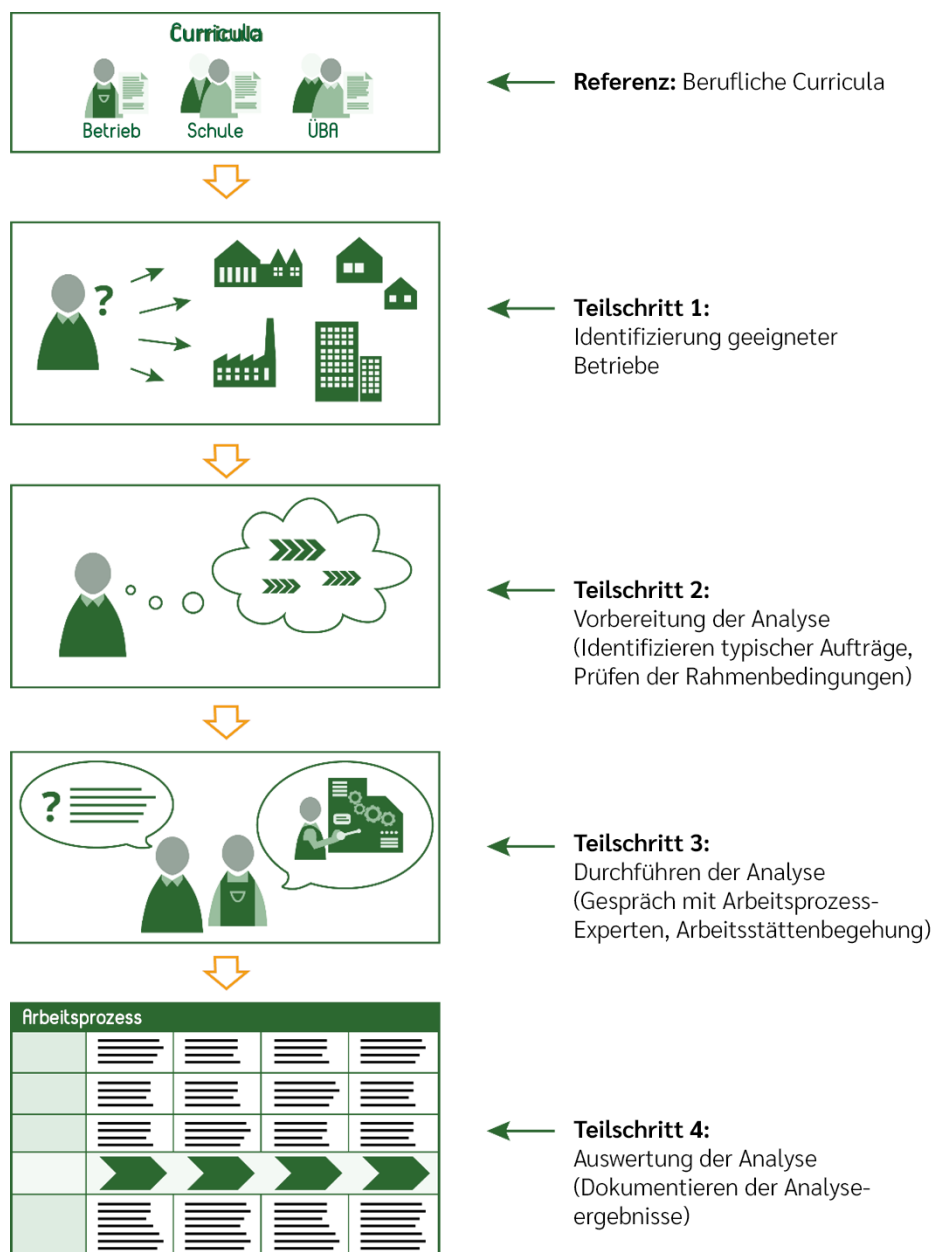 Curricula
Betrieb
Schule
ÜBA
Referenz: Berufliche Curricula
?
Teilschritt 1:
Identifizierung geeigneter
Betriebe
Teilschritt 2:
Vorbereitung der Analyse
(Identifizieren typischer Aufträge,
Prüfen der Rahmenbedingungen)
?
Teilschritt 3:
Durchführen der Analyse
(Gespräch mit Arbeitsprozess-
Experten, Arbeitsstättenbegehung)
Arbeitsprozess
Teilschritt 4:
Auswertung der Analyse
(Dokumentieren der Analyse-
ergebnisse)